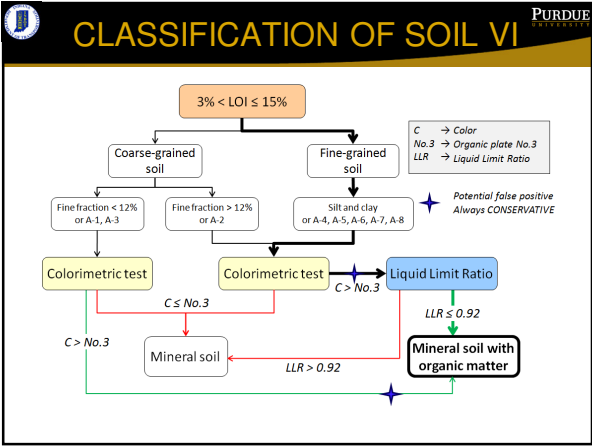 CLASSIFICATION OF SOIL VI
PURDUE
UNIVERSITY
3% < LOI ≤ 15%
C → Color
No.3 → Organic plate No.3
LLR → Liquid Limit Ratio
Coarse-grained
soil
Fine-grained
soil
Fine fraction < 12%
or A-1, A-3
Fine fraction > 12%
or A-2
Silt and clay
or A-4, A-5, A-6, A-7, A-8
Potential false positive
Always CONSERVATIVE
Colorimetric test
Colorimetric test
C > No.3
Liquid Limit Ratio
C ≤ No.3
LLR ≤ 0.92
C > No.3
Mineral soil
LLR > 0.92
Mineral soil with
organic matter